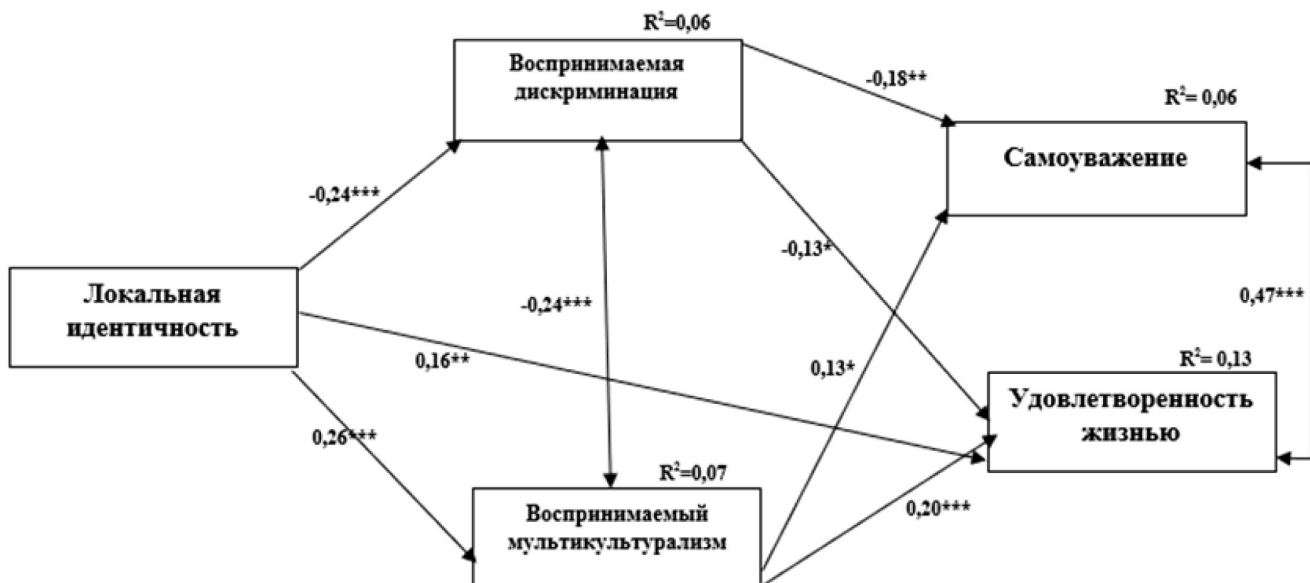 R²=0,06
Воспринимаемая
дискриминация
-0,18**
R²= 0,06
Самоуважение
-0,24***
-0,13*
Локальная
идентичность
-0,24***
0,47***
0,16**
0,13*
R²= 0,13
Удовлетворенность
жизнью
0,26***
R²=0,07
Воспринимаемый
мультикультурализм
0,20***